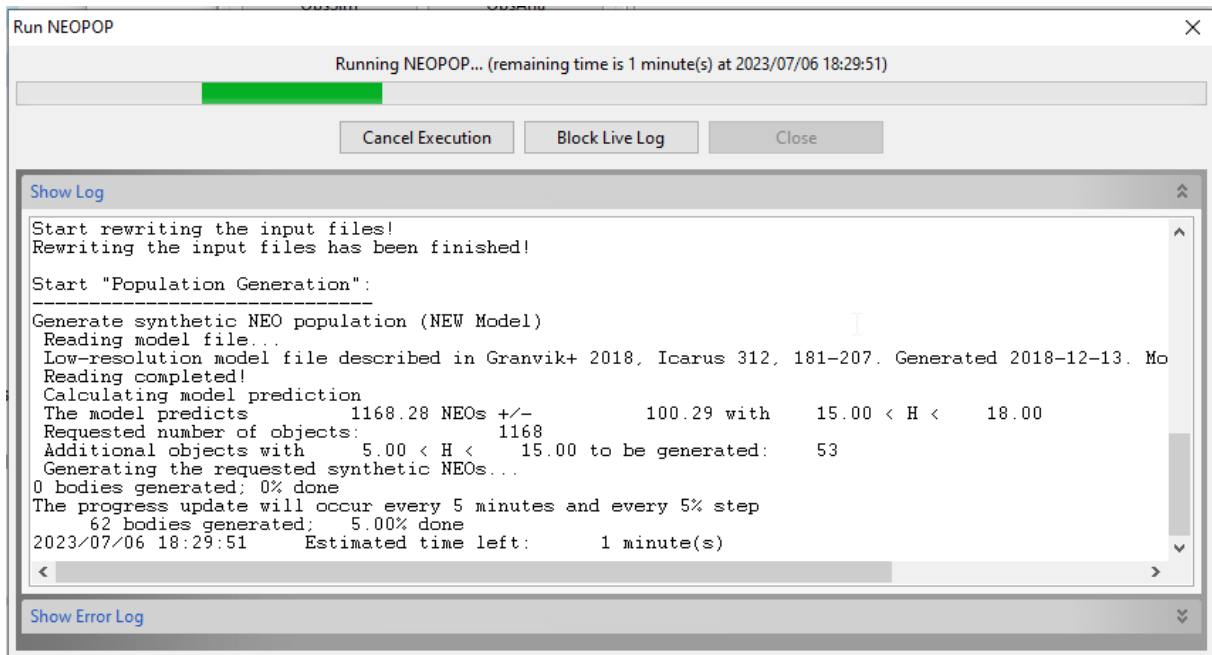 ObsSim ObsAna
Run NEOPOP
Running NEOPOP... (remaining time is 1 minute(s) at 2023/07/06 18:29:51)
Cancel Execution Block Live Log Close
Show Log
Start rewriting the input files!
Rewriting the input files has been finished!
Start "Population Generation":
-------------------------------
Generate synthetic NEO population (NEW Model)
Reading model file...
Low-resolution model file described in Granvik+ 2018, Icarus 312, 181-207. Generated 2018-12-13. Mo
Reading completed!
Calculating model prediction
The model predicts 1168.28 NEOs +/- 100.29 with 15.00 < H < 18.00
Requested number of objects: 1168
Additional objects with 5.00 < H < 15.00 to be generated: 53
Generating the requested synthetic NEOs...
0 bodies generated; 0% done
The progress update will occur every 5 minutes and every 5% step
62 bodies generated; 5.00% done
2023/07/06 18:29:51 Estimated time left: 1 minute(s)
Show Error Log